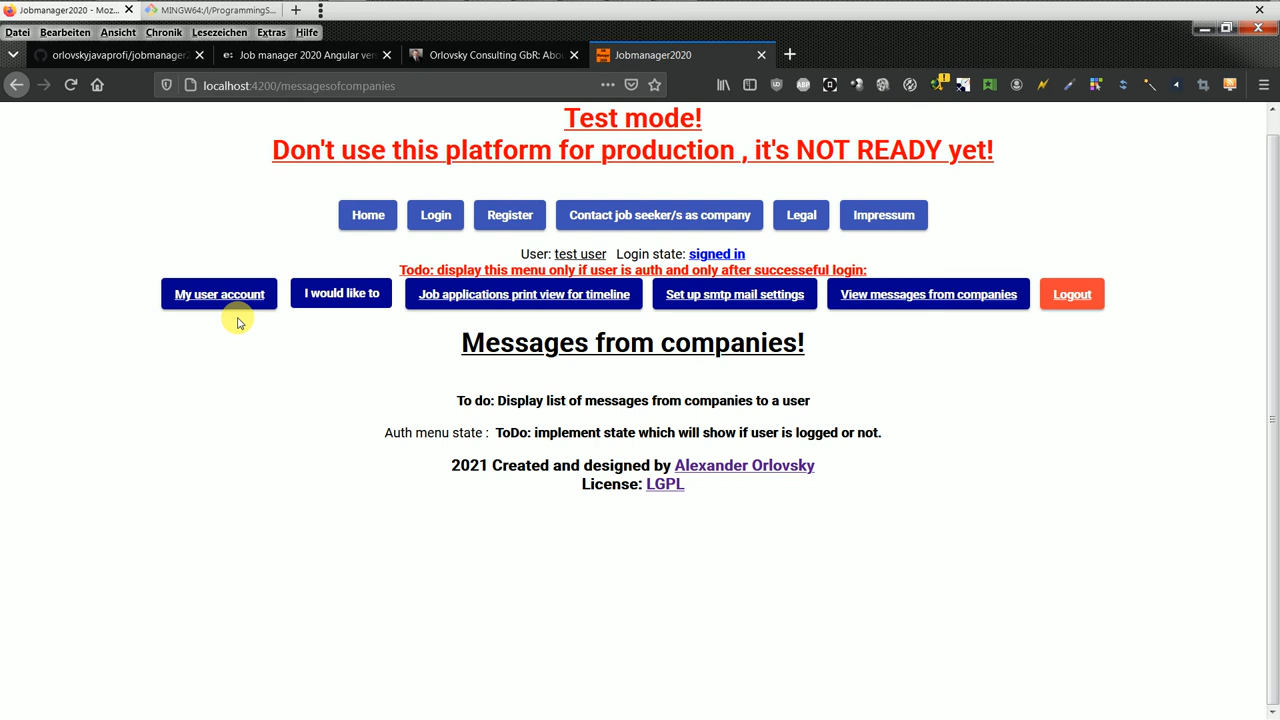 Jobmanager2020 - Moz...
MINGW64:/l/ProgrammingS...
Datei Bearbeiten Ansicht Chronik Lesezeichen Extras Hilfe
orlovskyjavaprofi/jobmanager2
Job manager 2020 Angular ver
Orlovsky Consulting GbR: Abou
Jobmanager2020
localhost:4200/messagesofcompanies
Test mode!
Don't use this platform for production , it's NOT READY yet!
Home Login Register Contact job seeker/s as company Legal Impressum
User: test user Login state: signed in
Todo: display this menu only if user is auth and only after successeful login:
My user account I would like to Job applications print view for timeline Set up smtp mail settings View messages from companies Logout
Messages from companies!
To do: Display list of messages from companies to a user
Auth menu state : ToDo: implement state which will show if user is logged or not.
2021 Created and designed by Alexander Orlovsky
License: LGPL